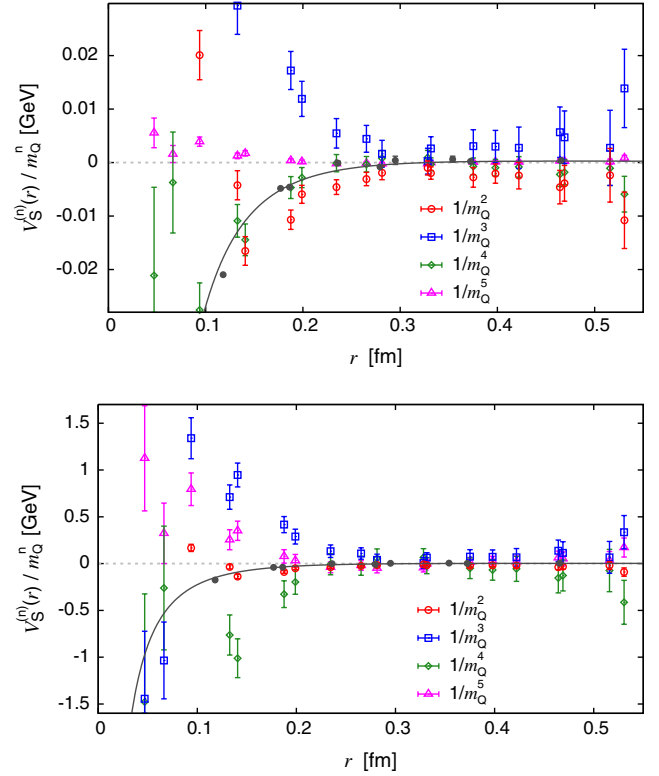 V_S^(n)(r) / m_Q^n [GeV]
0.02
0.01
0
-0.01
-0.02
1/m_Q^2
1/m_Q^3
1/m_Q^4
1/m_Q^5
0 0.1 0.2 0.3 0.4 0.5
r [fm]
V_S^(n)(r) / m_Q^n [GeV]
1.5
1
0.5
0
-0.5
-1
-1.5
1/m_Q^2
1/m_Q^3
1/m_Q^4
1/m_Q^5
0 0.1 0.2 0.3 0.4 0.5
r [fm]